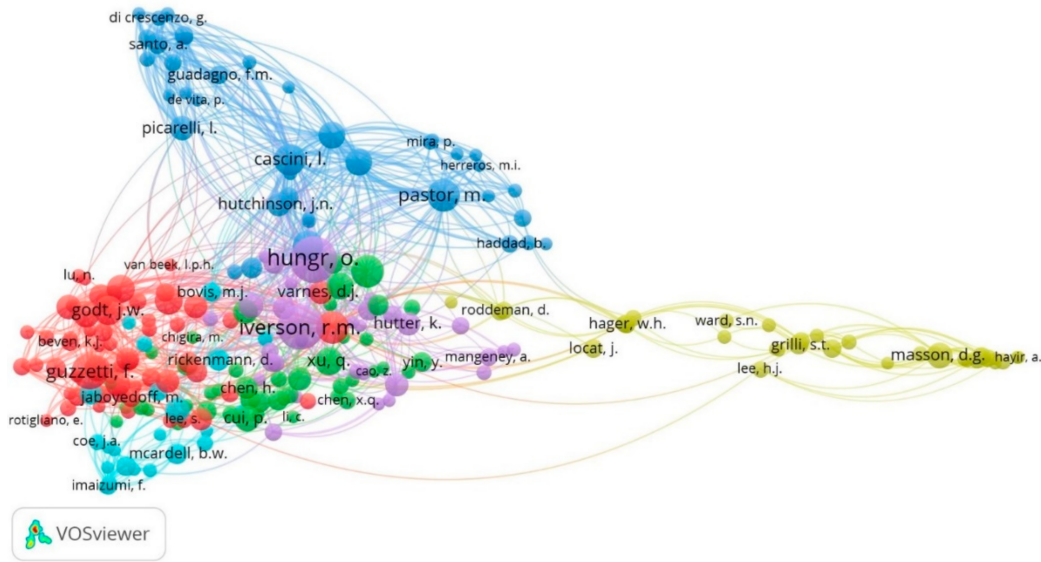 di crescenzo, g.
santo, a.
guadagno, f.m.
de vita, p.
picarelli, l.
mira, p.
cascini, l.
herreros, m.i.
pastor, m.
hutchinson, j.n.
haddad, b.
hungr, o.
van beek, l.p.h.
lu, n.
bovis, m.j.
varnes, d.j.
godt, j.w.
roddeman, d.
iverson, r.m.
hutter, k.
hager, w.h.
ward, s.n.
beven, k.j.
chigira, m.
locat, j.
grilli, s.t.
rickenmann, d.
xu, q.
yin, y.
mangeney, a.
masson, d.g.
hayir, a.
guzzetti, f.
cao, z.
lee, h.j.
chen, h.
jaboyedoff, m.
chen, x.q.
rotigliano, e.
lee, s.
cui, p.
li, c.
coe, j.a.
mcardell, b.w.
imaizumi, f.
VOSviewer